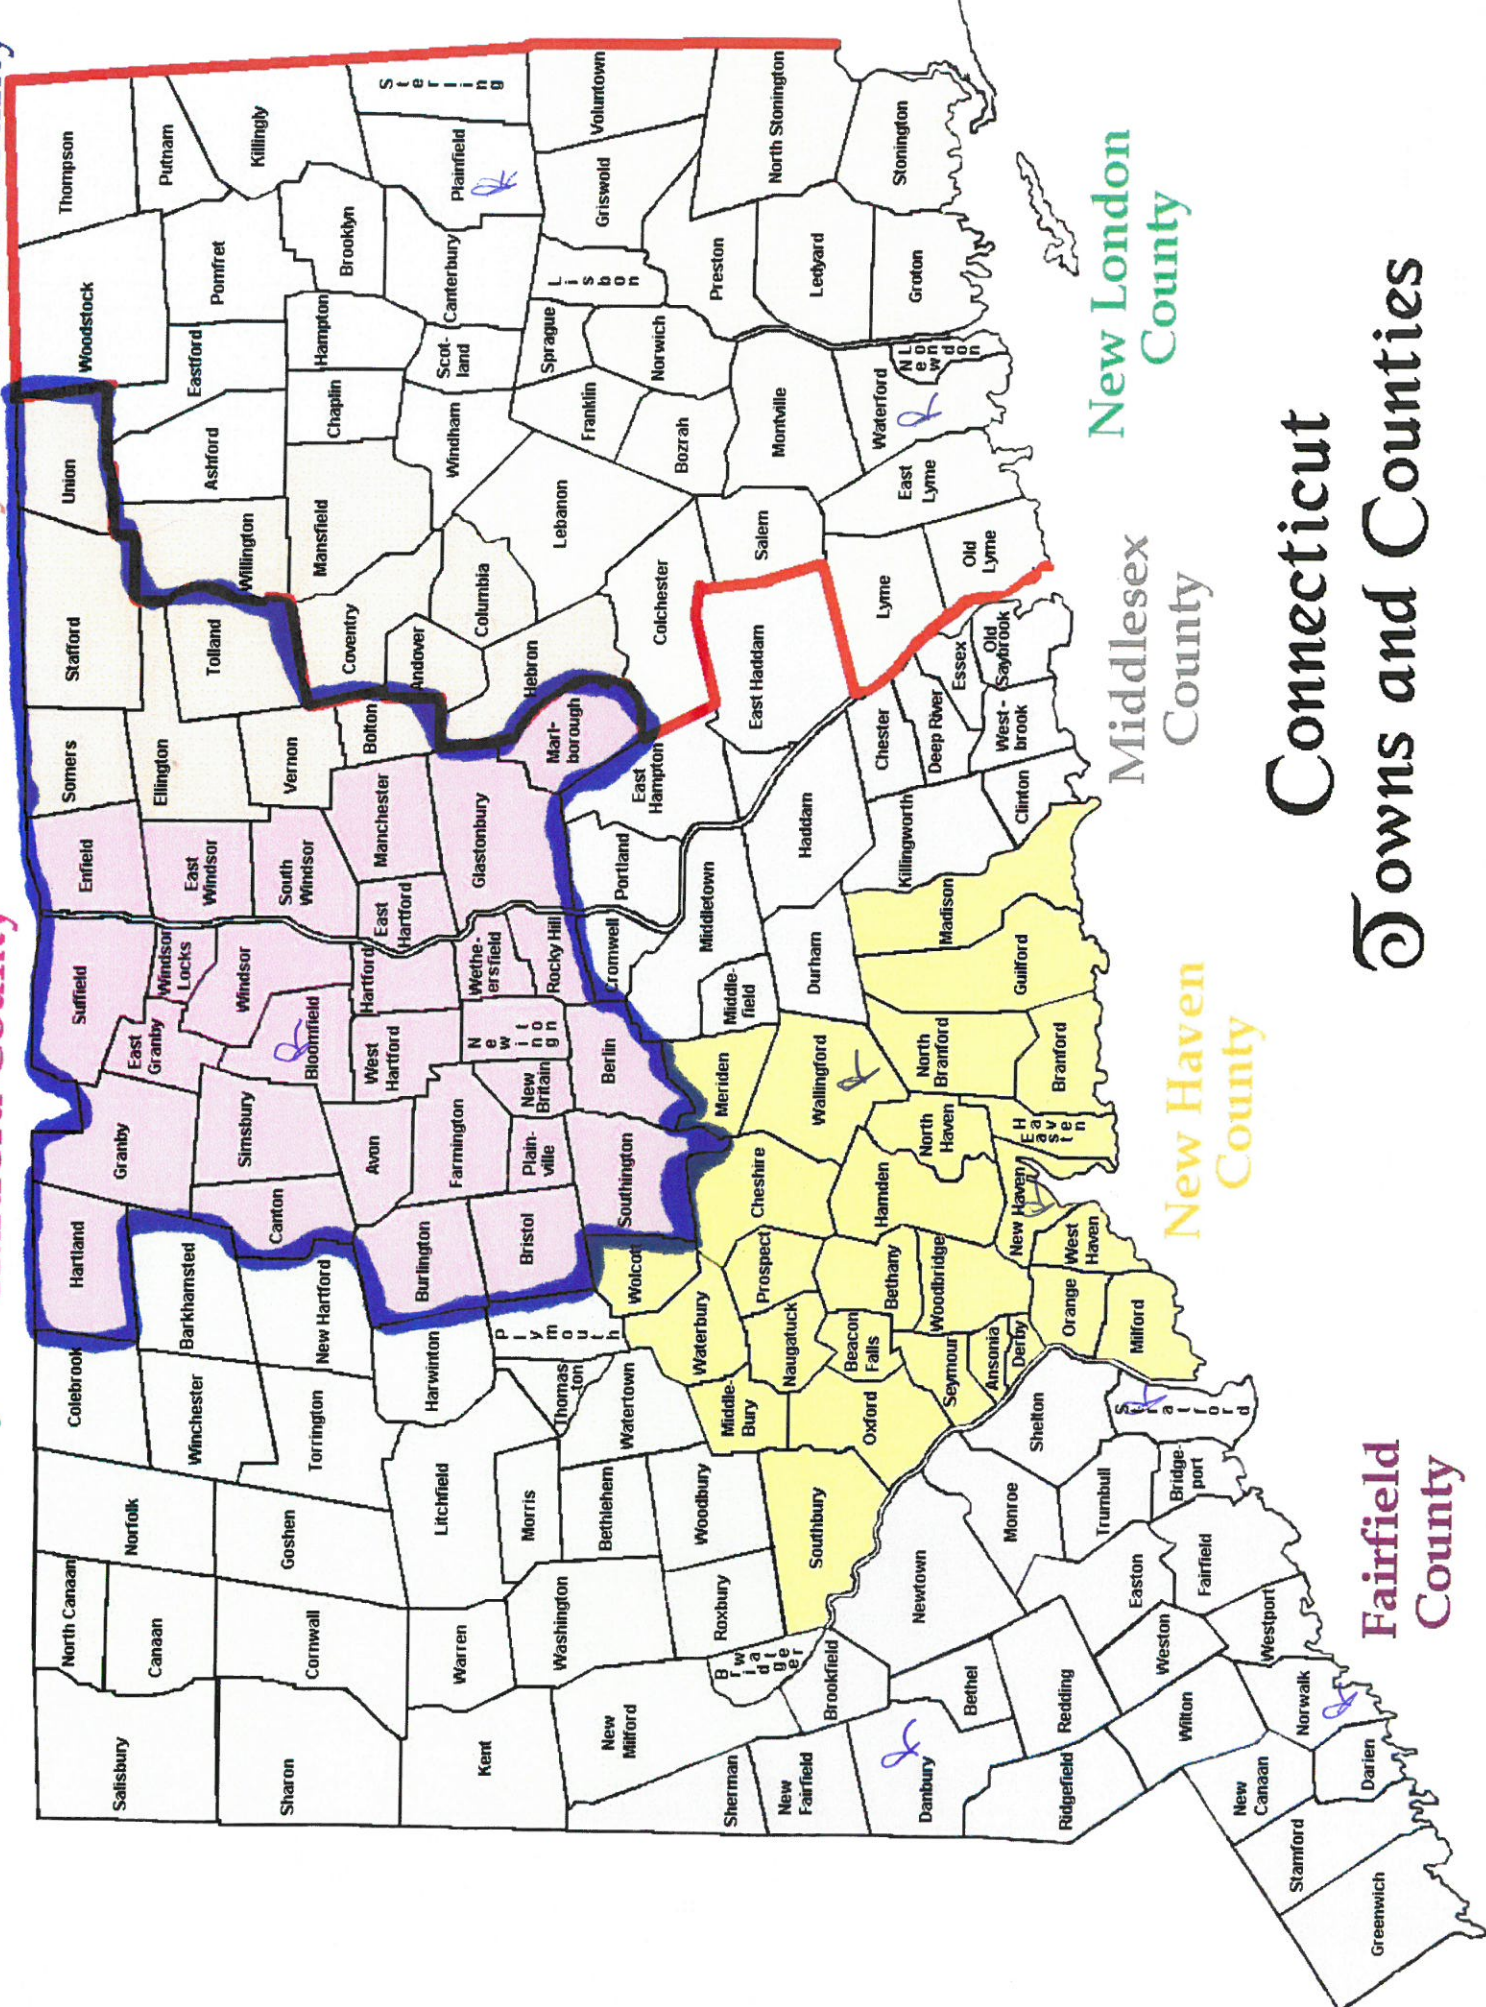 County
Salisbury
North Canaan
Canaan
Norfolk
Colebrook
Hartland
Granby
Suffield
East
Granby
Windsor
Locks
Enfield
Somers
Stafford
Union
Woodstock
Thompson
Putnam
Sharon
Cornwall
Goshen
Winchester
Torrington
Barkhamsted
New Hartford
Canton
Simsbury
Bloomfield
Windsor
East
Windsor
South
Windsor
Ellington
Vernon
Tolland
Willington
Ashford
Eastford
Pomfret
Killingly
Kent
Warren
Litchfield
Harwinton
Burlington
Avon
Farmington
West
Hartford
Hartford
East
Hartford
Manchester
Bolton
Coventry
Andover
Mansfield
Chaplin
Hampton
Brooklyn
Sterling
New
Milford
Washington
Morris
Bethlehem
Thomas
ton
Watertown
Plymouth
Bristol
Plain-
ville
New
Britain
Newington
Wethe-
ersfield
Rocky Hill
Glastonbury
Marl-
borough
Hebron
Columbia
Windham
Scot-
land
Canterbury
Plainfield
Sherman
Bridgewater
Roxbury
Woodbury
Wolcott
Southington
Berlin
Cromwell
Portland
East
Hampton
Colchester
Lebanon
Franklin
Sprague
Lisbon
Griswold
Voluntown
New
Fairfield
Brookfield
Southbury
Middle-
Bury
Waterbury
Naugatuck
Prospect
Cheshire
Meriden
Middle-
field
Middletown
Haddam
East Haddam
Salem
Bozrah
Norwich
Preston
North Stonington
Danbury
Bethel
Newtown
Oxford
Beacon
Falls
Bethany
Hamden
Wallingford
Durham
Killingworth
Chester
Lyme
Montville
Ledyard
Ridgefield
Redding
Monroe
Shelton
Seymour
Ansonia
Derby
Woodbridge
North
Haven
North
Branford
Madison
Guilford
Clinton
Deep River
Essex
West-
brook
Old
Saybrook
Old
Lyme
East
Lyme
Waterford
New London
Groton
Stonington
New
Canaan
Wilton
Weston
Easton
Trumbull
Bridge-
port
Stratford
Milford
Orange
New Haven
West
Haven
East Haven
Branford
Stamford
Darien
Norwalk
Westport
Fairfield
Greenwich
Fairfield
County
New Haven
County
Middlesex
County
New London
County
Connecticut
Towns and Counties